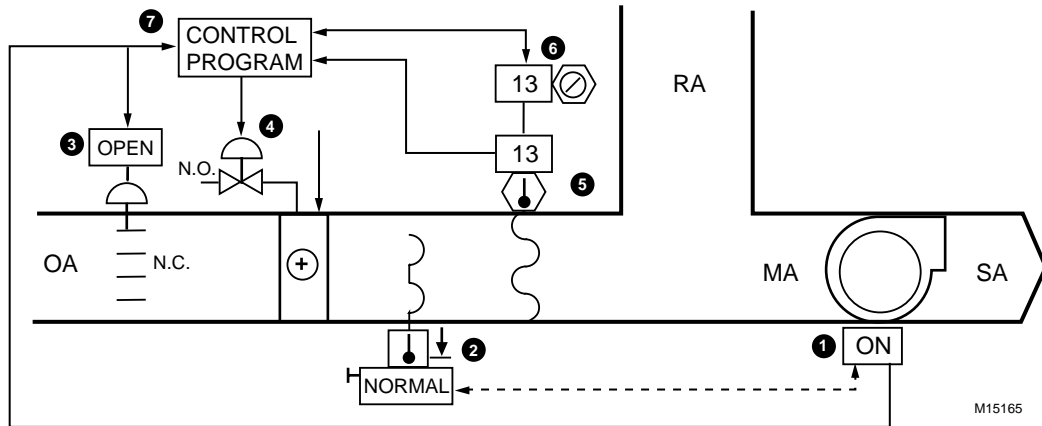 7
CONTROL
PROGRAM
6
13
RA
3
OPEN
4
N.O.
13
5
OA
N.C.
+
MA
SA
2
NORMAL
1
ON
M15165